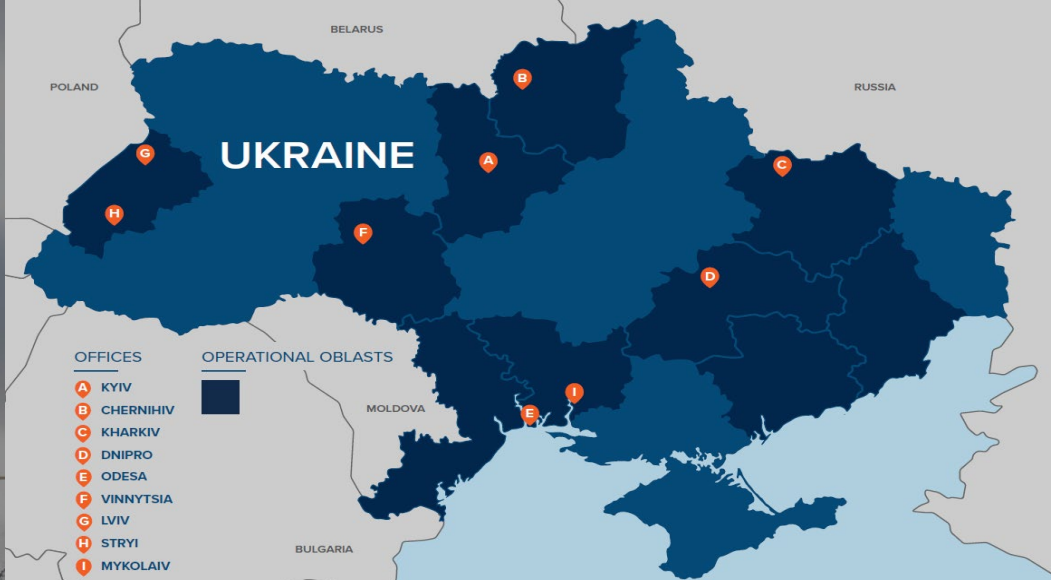 BELARUS
POLAND
RUSSIA
B
G
UKRAINE
A
C
H
F
D
OFFICES
OPERATIONAL OBLASTS
A KYIV
B CHERNIHIV
C KHARKIV
D DNIPRO
E ODESA
F VINNYTSIA
G LVIV
H STRYI
I MYKOLAIV
MOLDOVA
I
E
BULGARIA